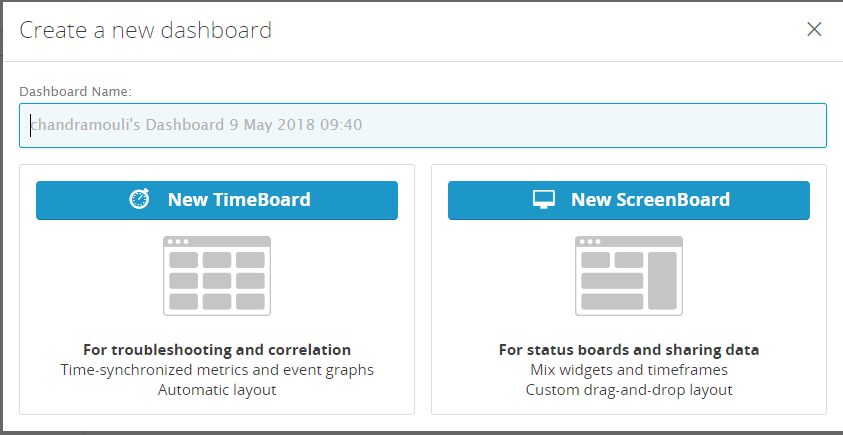 Create a new dashboard
Dashboard Name:
chandramouli's Dashboard 9 May 2018 09:40
New TimeBoard
For troubleshooting and correlation
Time-synchronized metrics and event graphs
Automatic layout
New ScreenBoard
For status boards and sharing data
Mix widgets and timeframes
Custom drag-and-drop layout